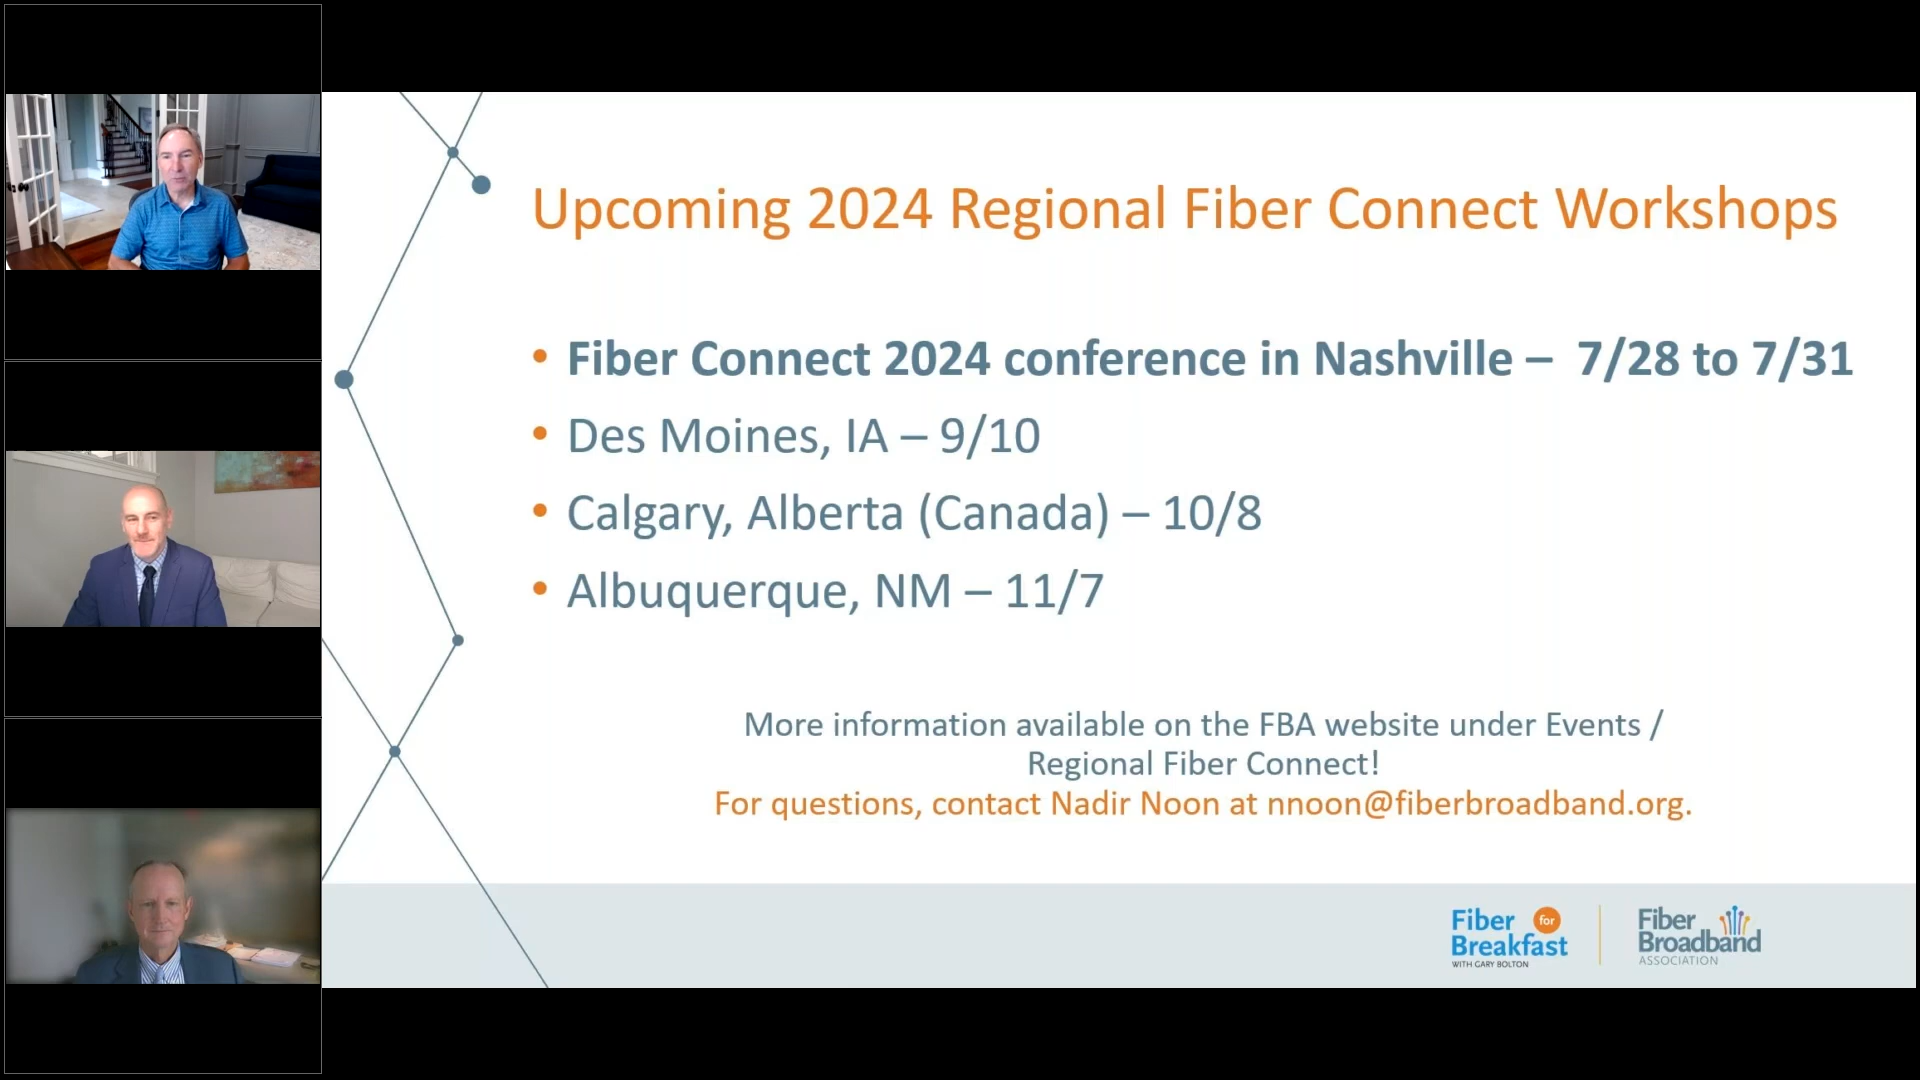 Upcoming 2024 Regional Fiber Connect Workshops
• Fiber Connect 2024 conference in Nashville – 7/28 to 7/31
• Des Moines, IA – 9/10
• Calgary, Alberta (Canada) – 10/8
• Albuquerque, NM – 11/7
More information available on the FBA website under Events /
Regional Fiber Connect!
For questions, contact Nadir Noon at nnoon@fiberbroadband.org.
Fiber for
Breakfast
WITH GARY BOLTON
Fiber
Broadband
ASSOCIATION